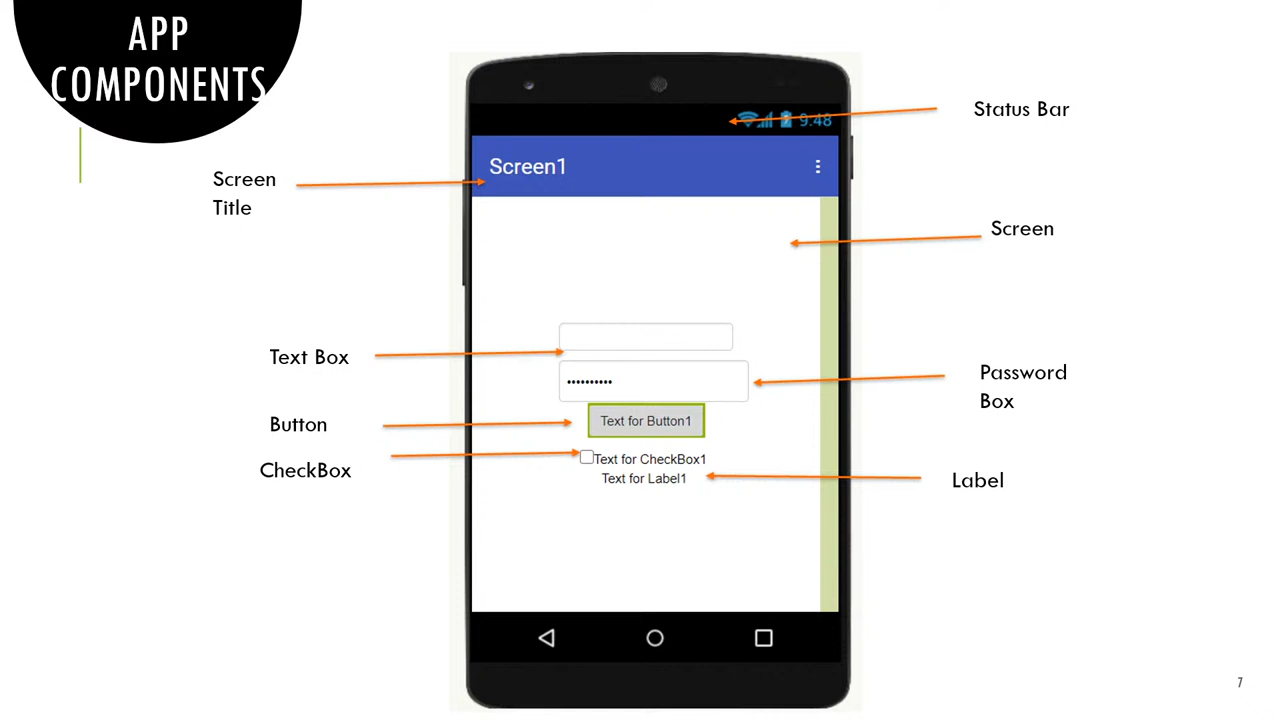 APP
COMPONENTS
Status Bar
9:48
Screen1
Screen
Title
Screen
Text Box
Password
Box
••••••••••
Button
Text for Button1
CheckBox
Text for CheckBox1
Text for Label1
Label
7